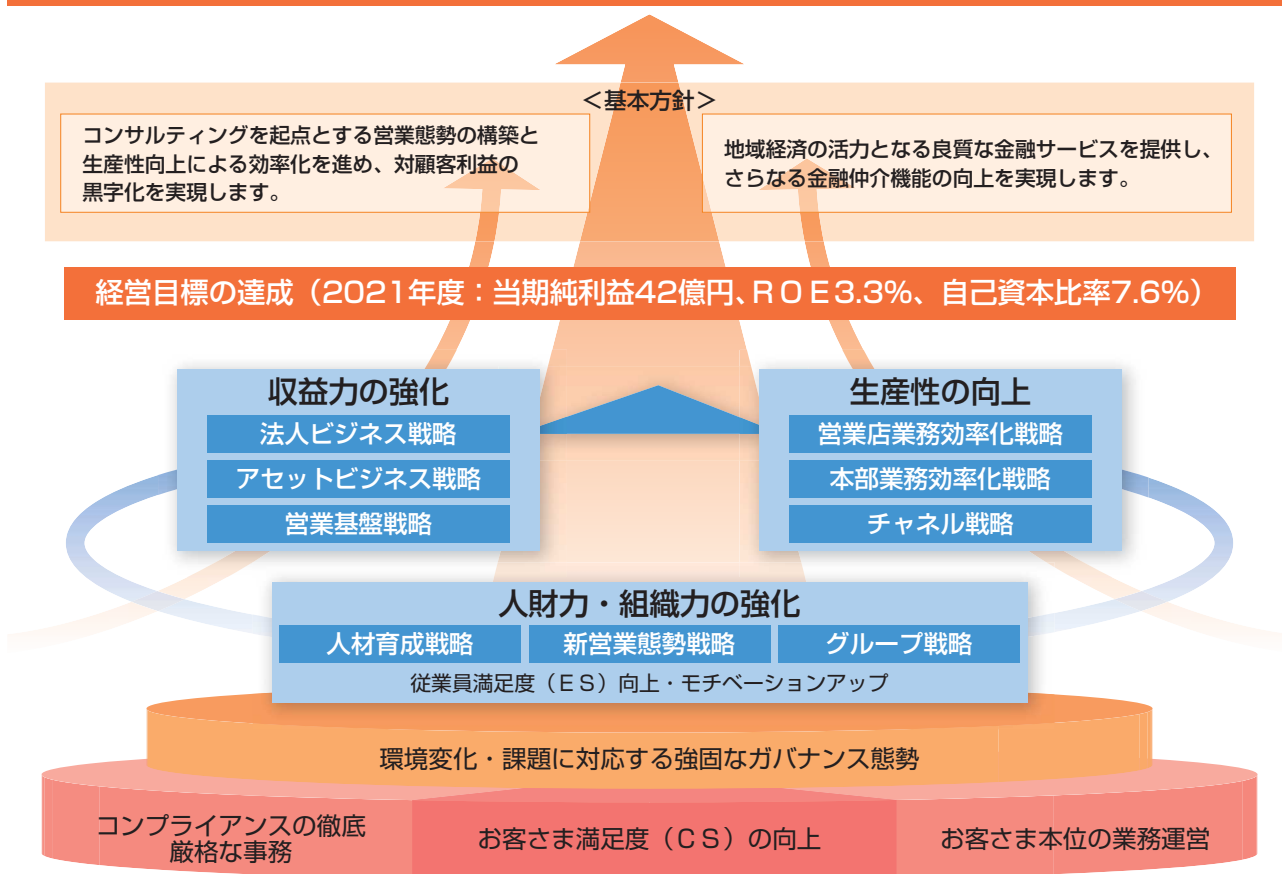 ＜基本方針＞
コンサルティングを起点とする営業態勢の構築と
生産性向上による効率化を進め、対顧客利益の
黒字化を実現します。
地域経済の活力となる良質な金融サービスを提供し、
さらなる金融仲介機能の向上を実現します。
経営目標の達成（2021年度：当期純利益42億円、ＲＯＥ3.3%、自己資本比率7.6%）
収益力の強化
法人ビジネス戦略
アセットビジネス戦略
営業基盤戦略
生産性の向上
営業店業務効率化戦略
本部業務効率化戦略
チャネル戦略
人財力・組織力の強化
人材育成戦略
新営業態勢戦略
グループ戦略
従業員満足度（ＥＳ）向上・モチベーションアップ
環境変化・課題に対応する強固なガバナンス態勢
コンプライアンスの徹底
厳格な事務
お客さま満足度（ＣＳ）の向上
お客さま本位の業務運営